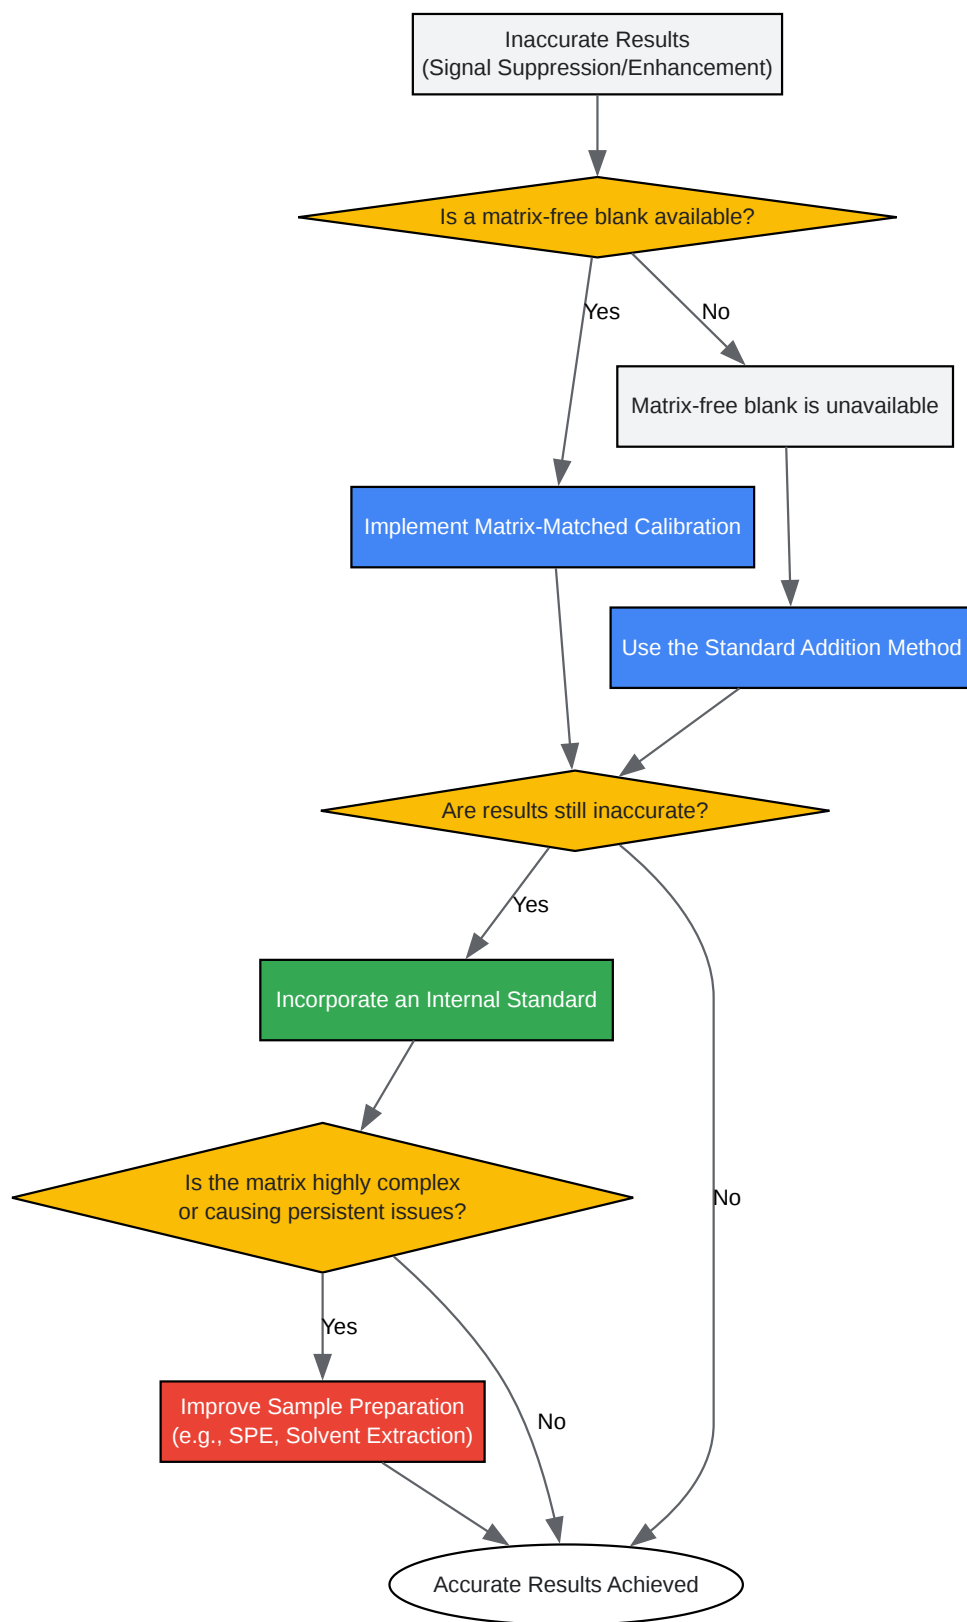 Inaccurate Results
(Signal Suppression/Enhancement)
Is a matrix-free blank available?
Yes
No
Matrix-free blank is unavailable
Implement Matrix-Matched Calibration
Use the Standard Addition Method
Are results still inaccurate?
Yes
Incorporate an Internal Standard
Is the matrix highly complex
or causing persistent issues?
No
Yes
Improve Sample Preparation
(e.g., SPE, Solvent Extraction)
No
Accurate Results Achieved